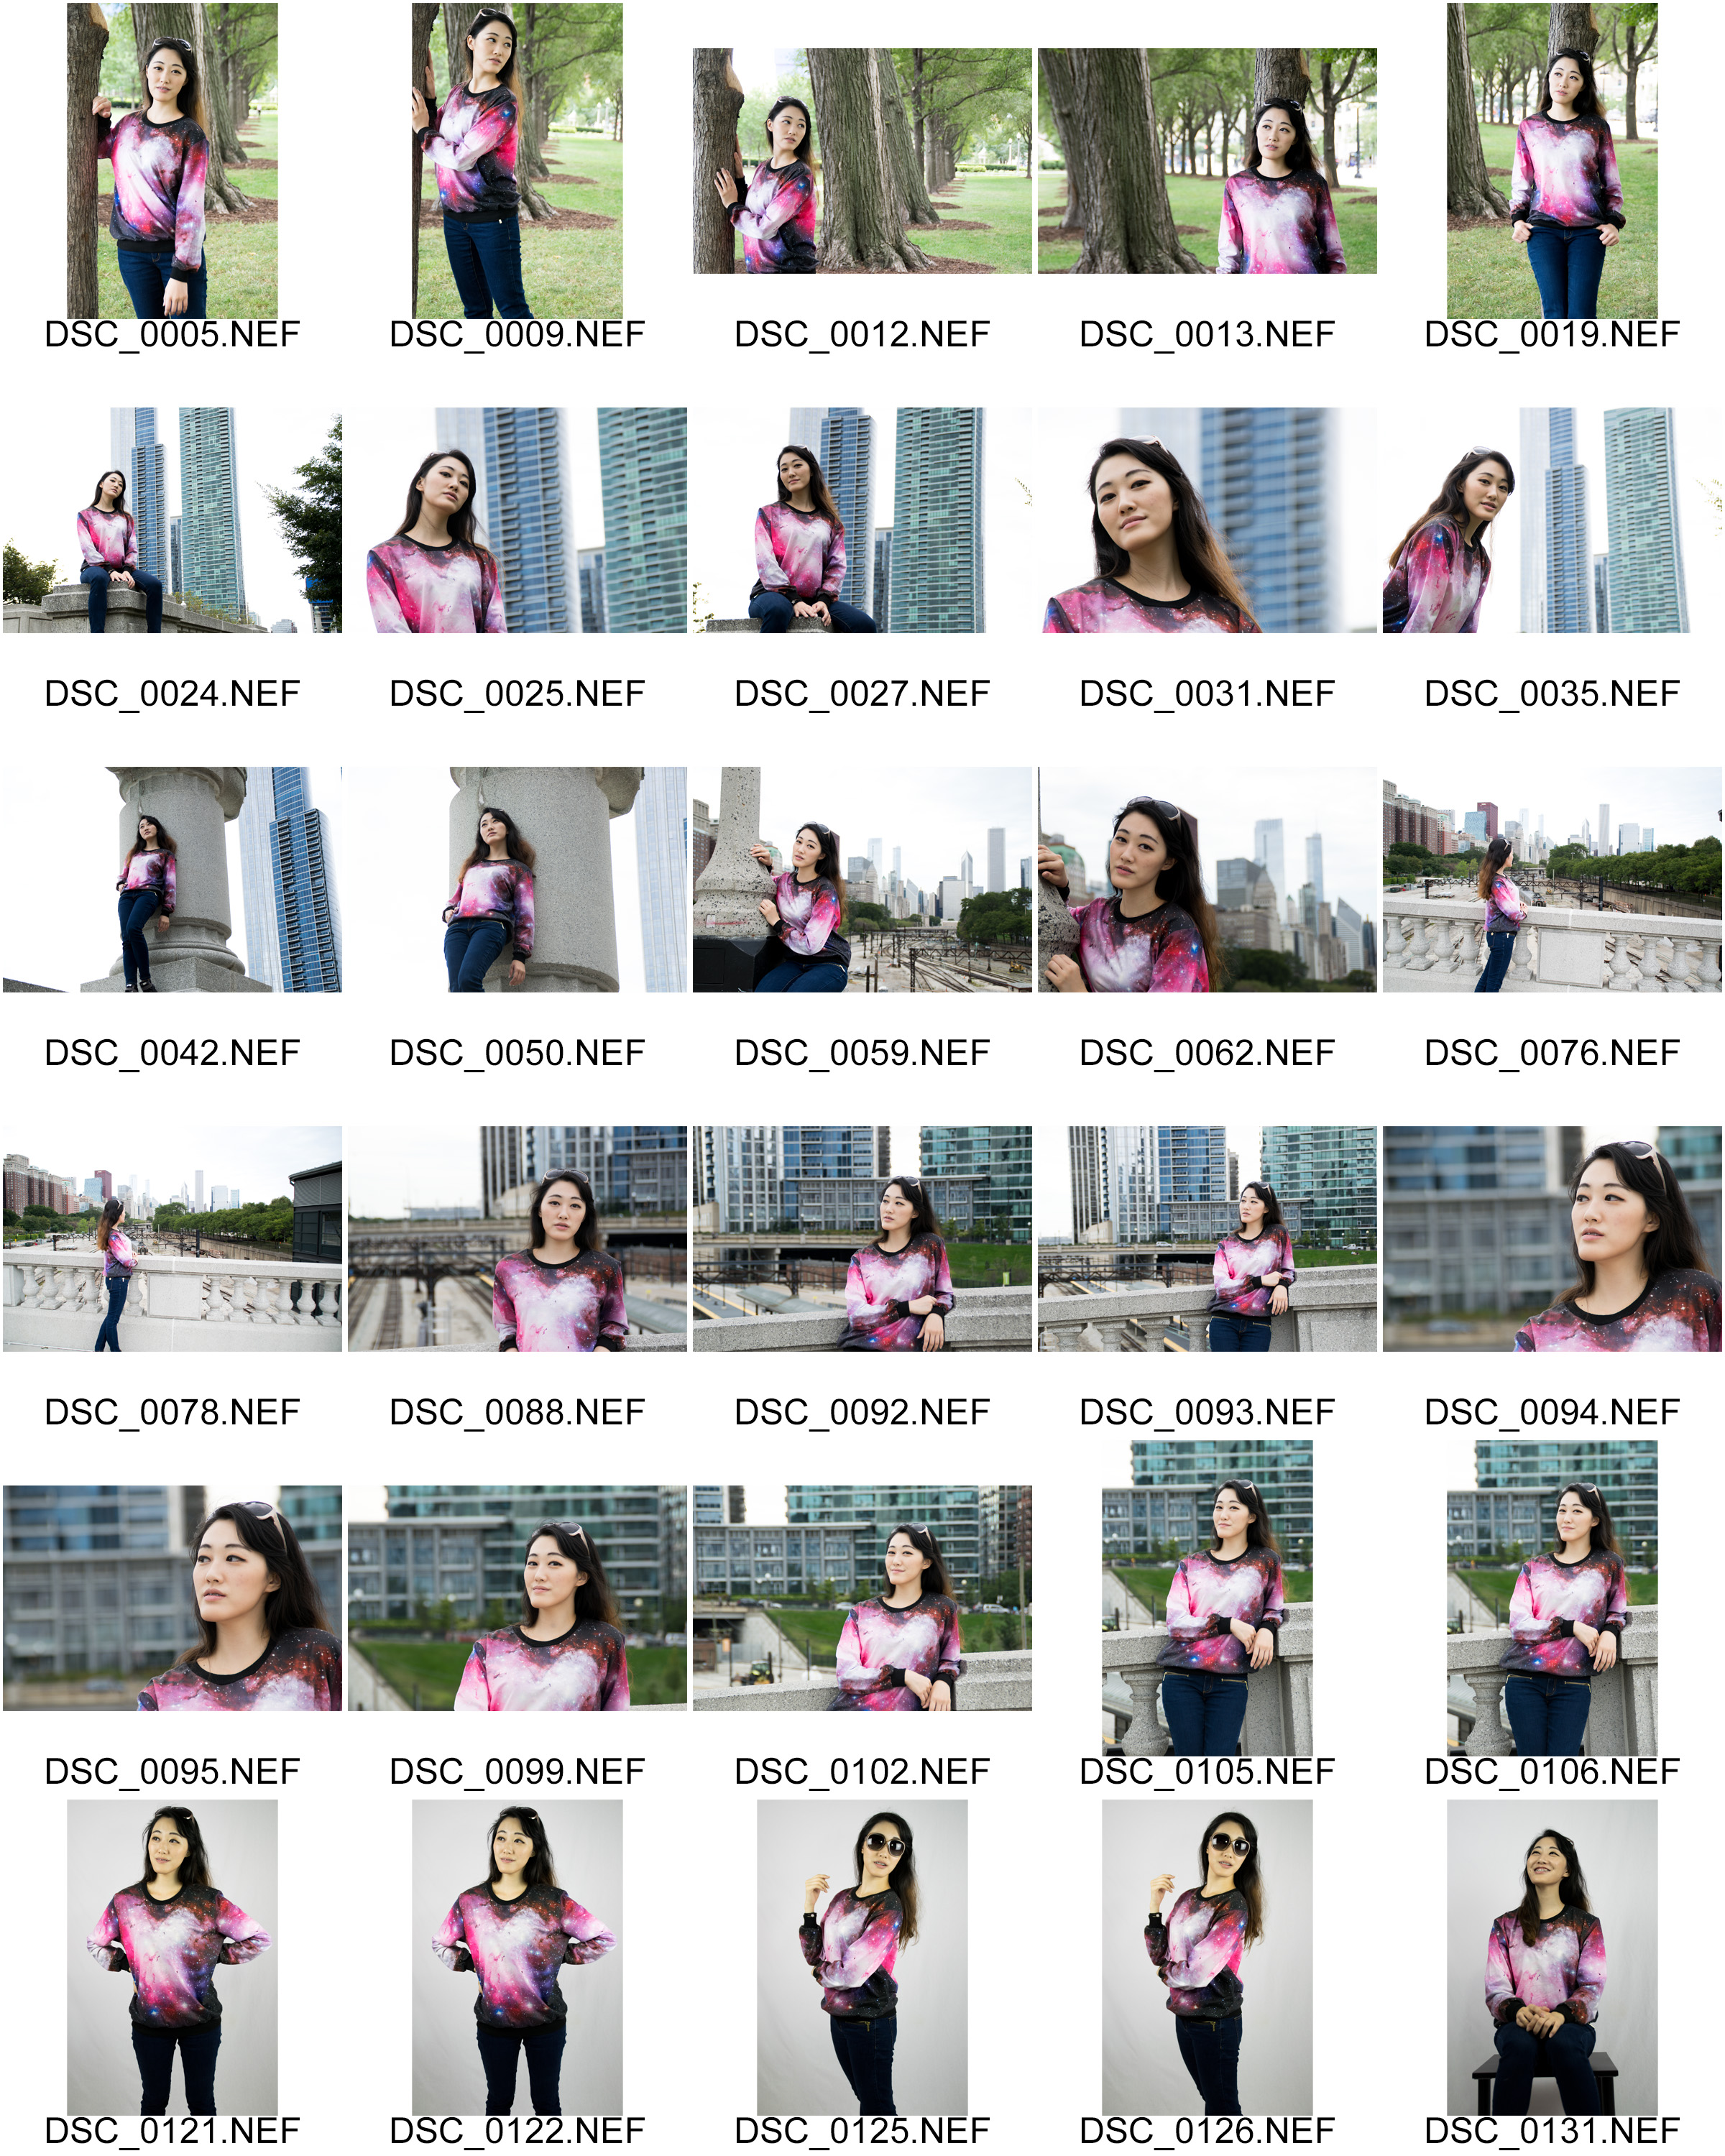 DSC_0005.NEF DSC_0009.NEF DSC_0012.NEF DSC_0013.NEF DSC_0019.NEF
DSC_0024.NEF DSC_0025.NEF DSC_0027.NEF DSC_0031.NEF DSC_0035.NEF
DSC_0042.NEF DSC_0050.NEF DSC_0059.NEF DSC_0062.NEF DSC_0076.NEF
DSC_0078.NEF DSC_0088.NEF DSC_0092.NEF DSC_0093.NEF DSC_0094.NEF
DSC_0095.NEF DSC_0099.NEF DSC_0102.NEF DSC_0105.NEF DSC_0106.NEF
DSC_0121.NEF DSC_0122.NEF DSC_0125.NEF DSC_0126.NEF DSC_0131.NEF